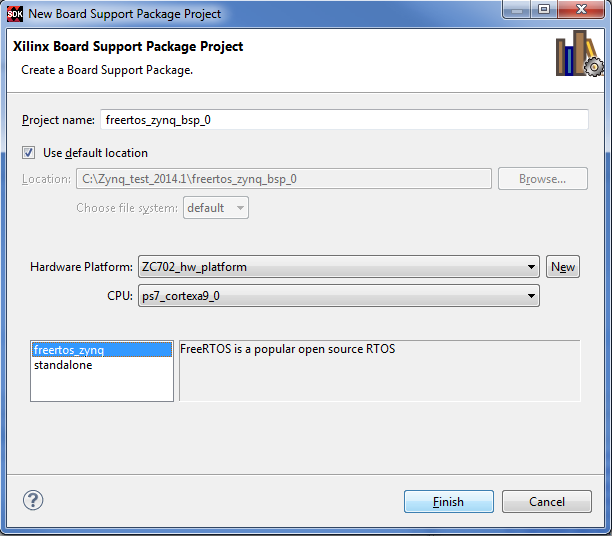 SDK New Board Support Package Project
Xilinx Board Support Package Project
Create a Board Support Package.
Project name: freertos_zynq_bsp_0
Use default location
Location: C:\Zynq_test_2014.1\freertos_zynq_bsp_0 Browse...
Choose file system: default
Hardware Platform: ZC702_hw_platform New
CPU: ps7_cortexa9_0
freertos_zynq FreeRTOS is a popular open source RTOS
standalone
? Finish Cancel